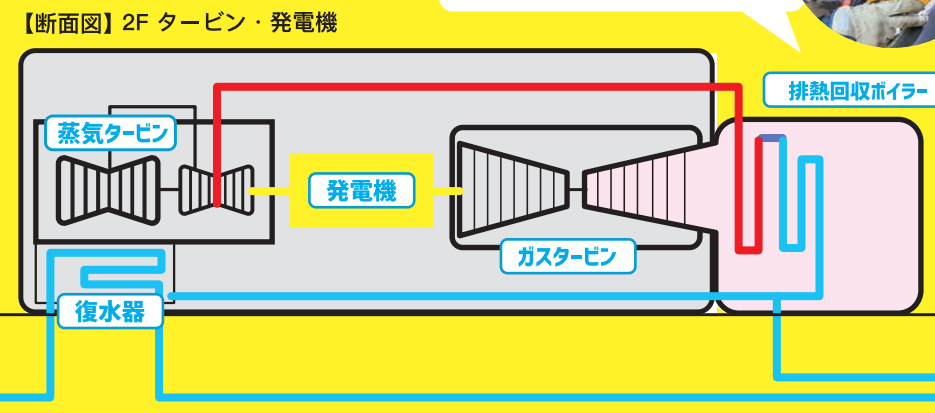 【断面図】2F タービン・発電機
排熱回収ボイラー
蒸気タービン
発電機
ガスタービン
復水器